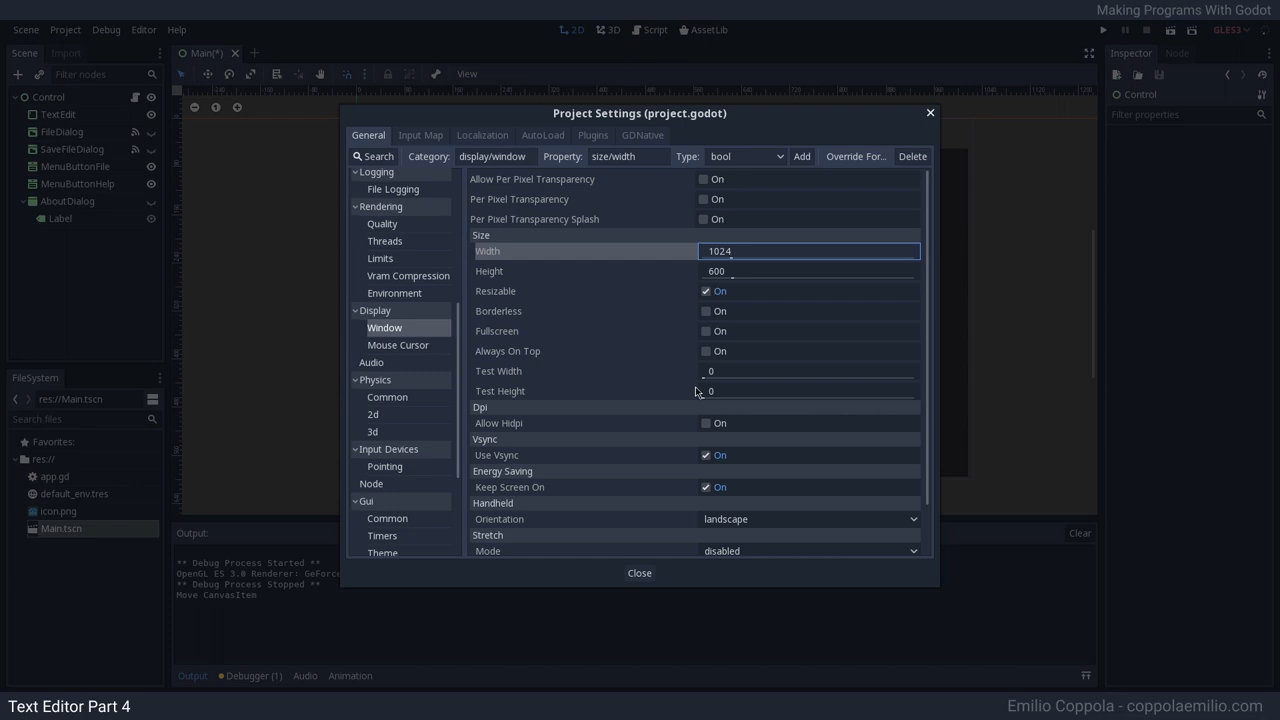 Making Programs With Godot
Scene Project Debug Editor Help
2D 3D Script AssetLib
GLES3
Scene Import
Main(*)
Inspector Node
Filter nodes
View
Control
TextEdit
FileDialog
SaveFileDialog
MenuButtonFile
MenuButtonHelp
AboutDialog
Label
Control
Filter properties
Project Settings (project.godot)
General Input Map Localization AutoLoad Plugins GDNative
Search Category: display/window Property: size/width Type: bool Add Override For... Delete
Logging
File Logging
Rendering
Quality
Threads
Limits
Vram Compression
Environment
Display
Window
Mouse Cursor
Audio
Physics
Common
2d
3d
Input Devices
Pointing
Node
Gui
Common
Timers
Theme
Allow Per Pixel Transparency On
Per Pixel Transparency On
Per Pixel Transparency Splash On
Size
Width 1024
Height 600
Resizable On
Borderless On
Fullscreen On
Always On Top On
Test Width 0
Test Height 0
Dpi
Allow Hidpi On
Vsync
Use Vsync On
Energy Saving
Keep Screen On On
Handheld
Orientation landscape
Stretch
Mode disabled
Close
FileSystem
res://Main.tscn
Search files
Favorites:
res://
app.gd
default_env.tres
icon.png
Main.tscn
Output:
Clear
** Debug Process Started **
OpenGL ES 3.0 Renderer: GeForc
** Debug Process Stopped **
Move CanvasItem
Output Debugger (1) Audio Animation
Text Editor Part 4
Emilio Coppola - coppolaemilio.com